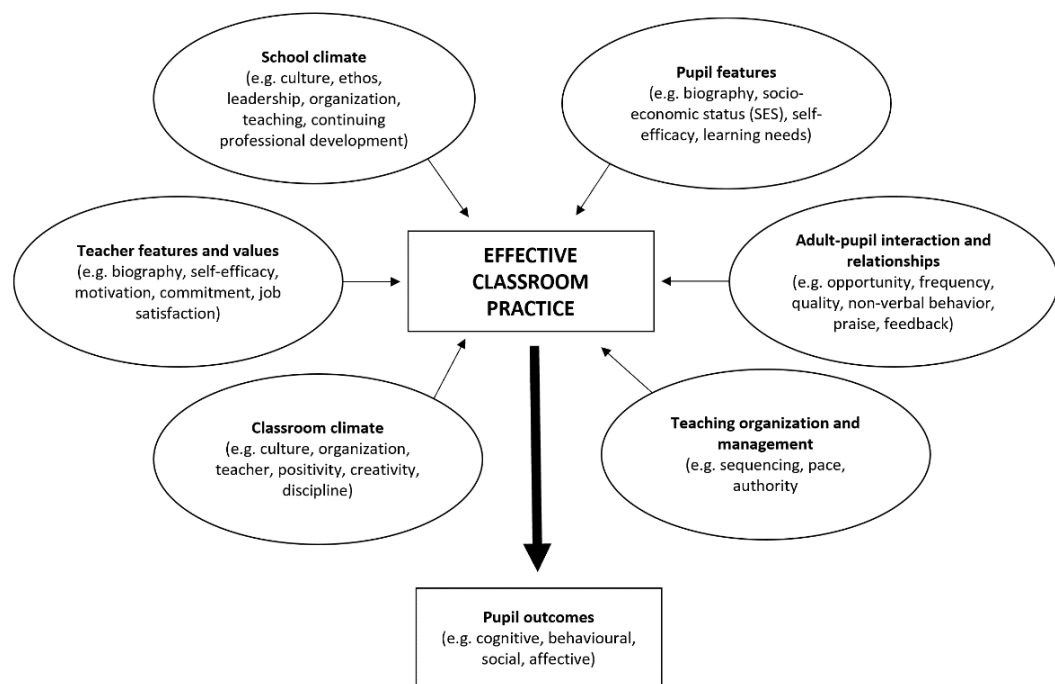 School climate
(e.g. culture, ethos,
leadership, organization,
teaching, continuing
professional development)
Pupil features
(e.g. biography, socio-
economic status (SES), self-
efficacy, learning needs)
Teacher features and values
(e.g. biography, self-efficacy,
motivation, commitment, job
satisfaction)
EFFECTIVE
CLASSROOM
PRACTICE
Adult-pupil interaction and
relationships
(e.g. opportunity, frequency,
quality, non-verbal behavior,
praise, feedback)
Classroom climate
(e.g. culture, organization,
teacher, positivity, creativity,
discipline)
Teaching organization and
management
(e.g. sequencing, pace,
authority
Pupil outcomes
(e.g. cognitive, behavioural,
social, affective)